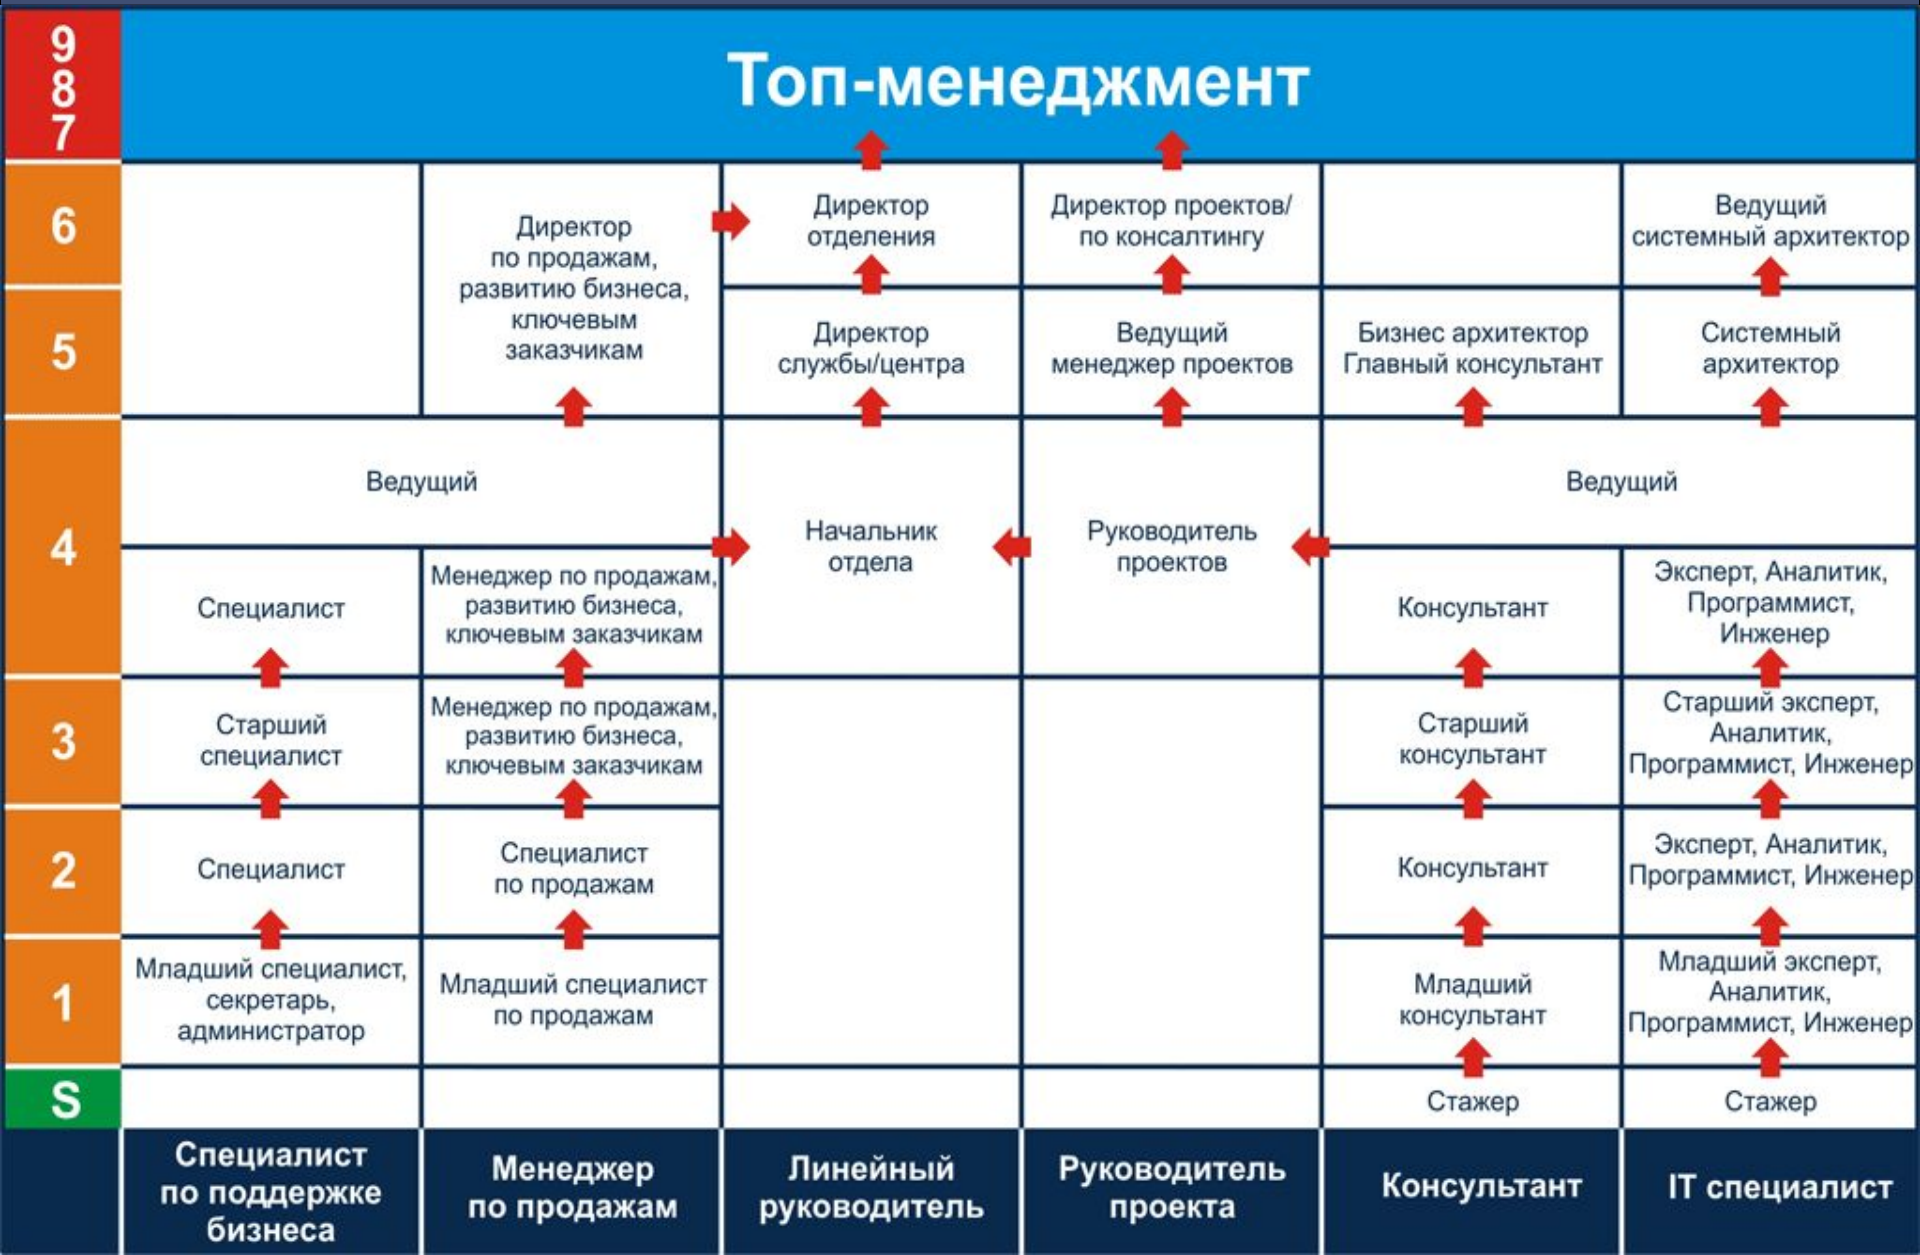 9
8
7
Топ-менеджмент
6
Директор
по продажам,
развитию бизнеса,
ключевым
заказчикам
Директор
отделения
Директор проектов/
по консалтингу
Ведущий
системный архитектор
5
Директор
службы/центра
Ведущий
менеджер проектов
Бизнес архитектор
Главный консультант
Системный
архитектор
4
Ведущий
Начальник
отдела
Руководитель
проектов
Ведущий
Специалист
Менеджер по продажам,
развитию бизнеса,
ключевым заказчикам
Консультант
Эксперт, Аналитик,
Программист,
Инженер
3
Старший
специалист
Менеджер по продажам,
развитию бизнеса,
ключевым заказчикам
Старший
консультант
Старший эксперт,
Аналитик,
Программист, Инженер
2
Специалист
Специалист
по продажам
Консультант
Эксперт, Аналитик,
Программист, Инженер
1
Младший специалист,
секретарь,
администратор
Младший специалист
по продажам
Младший
консультант
Младший эксперт,
Аналитик,
Программист, Инженер
S
Стажер
Стажер
Специалист
по поддержке
бизнеса
Менеджер
по продажам
Линейный
руководитель
Руководитель
проекта
Консультант
IT специалист